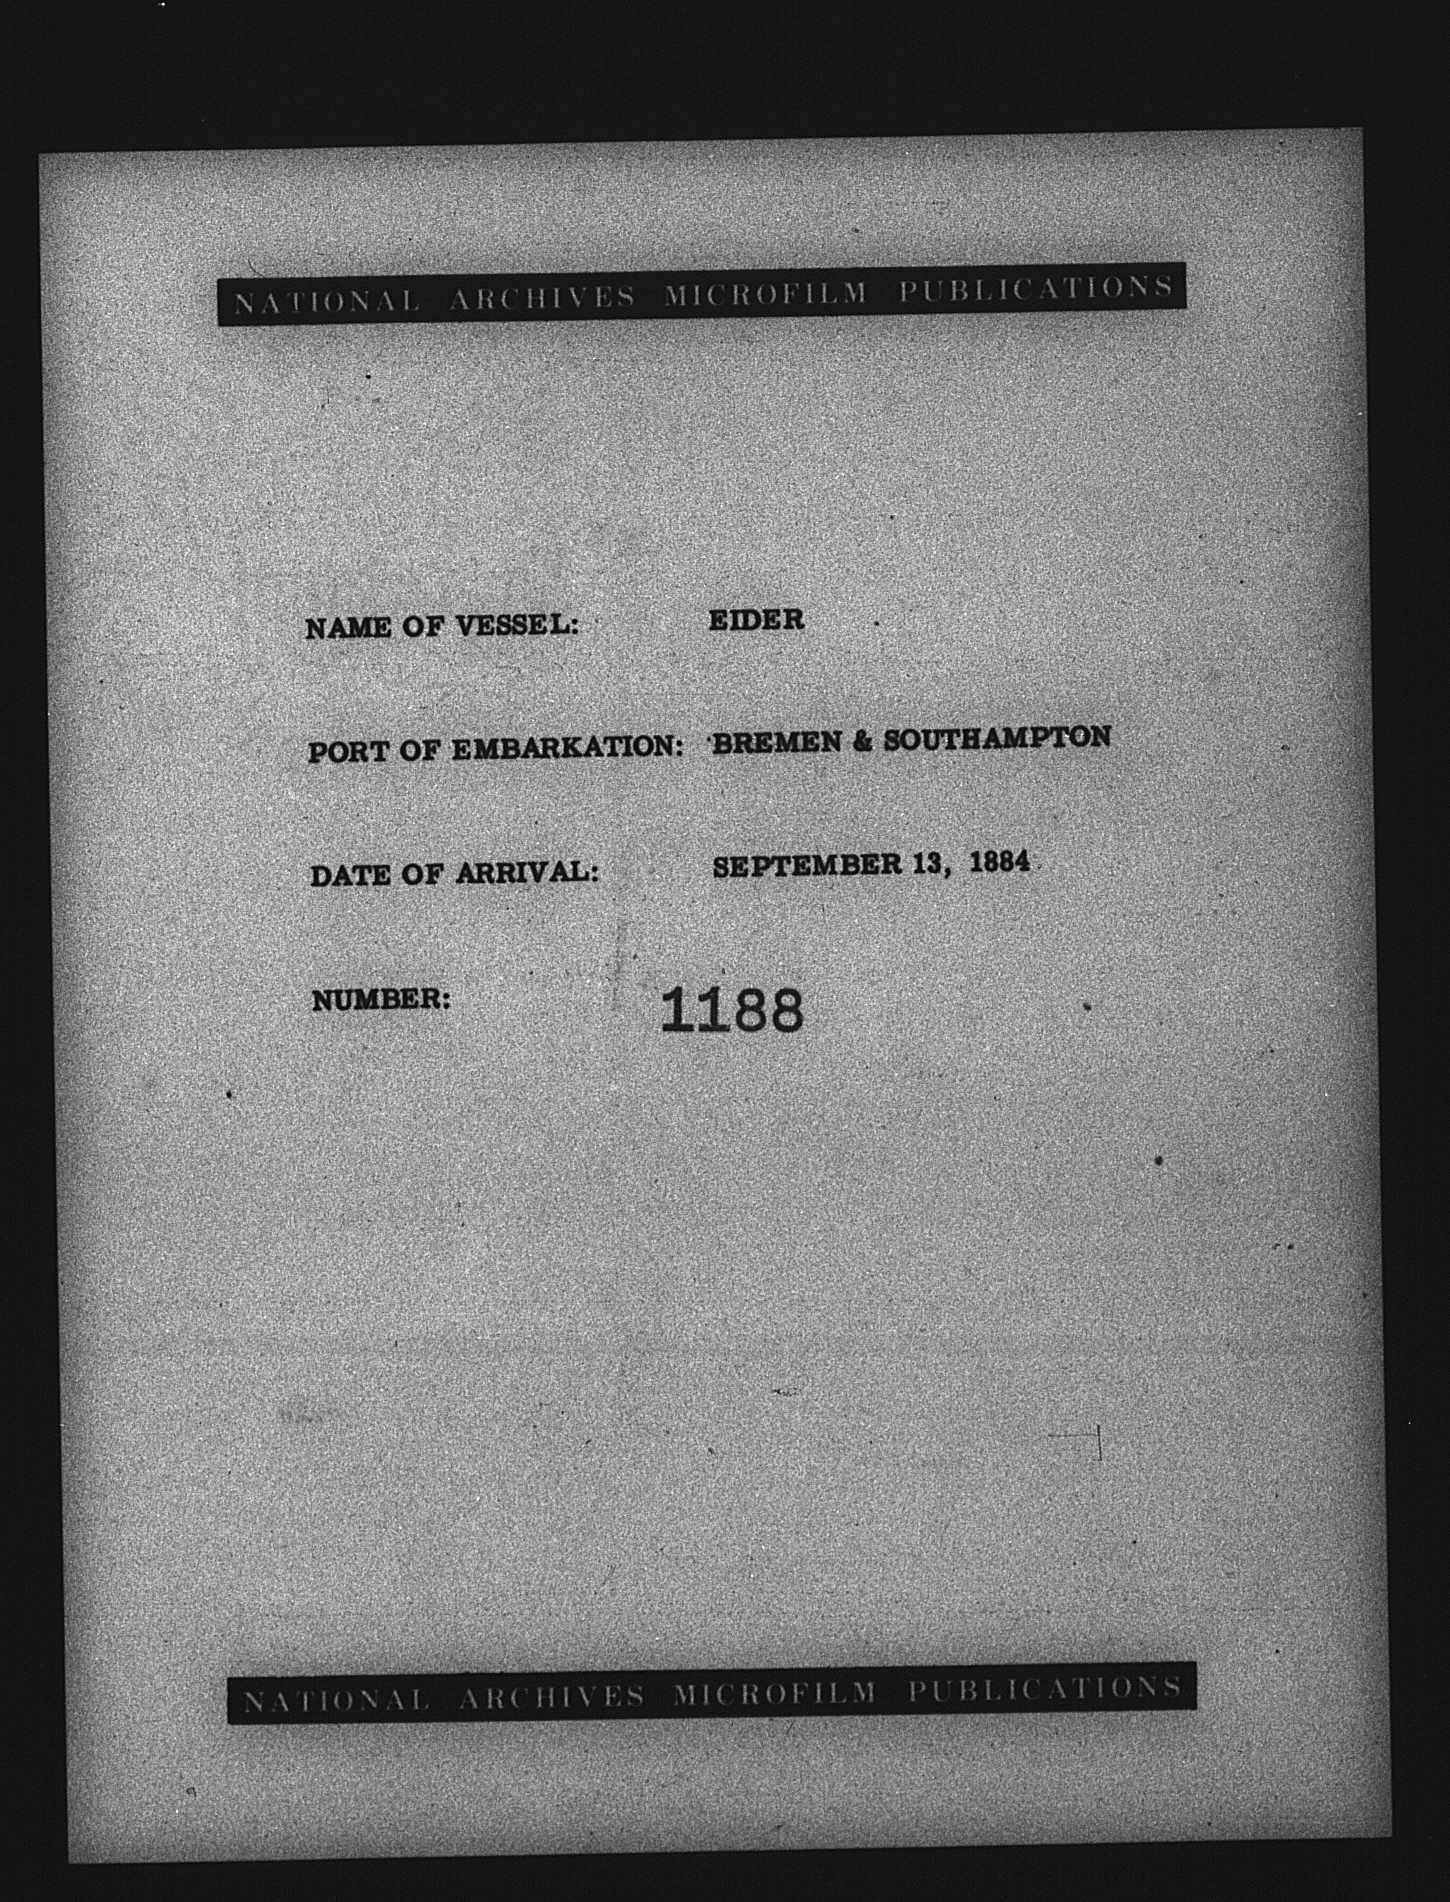 NATIONAL ARCHIVES MICROFILM PUBLICATIONS
NAME OF VESSEL: EIDER
PORT OF EMBARKATION: BREMEN & SOUTHAMPTON
DATE OF ARRIVAL: SEPTEMBER 13, 1884
NUMBER: 1188
NATIONAL ARCHIVES MICROFILM PUBLICATIONS